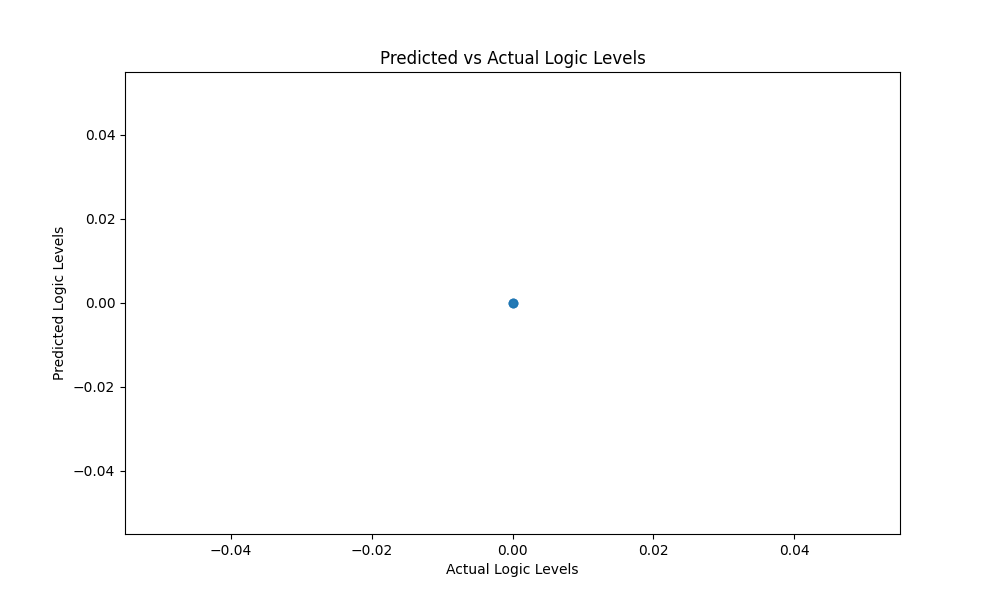 Predicted vs Actual Logic Levels
0.04
0.02
0.00
−0.02
−0.04
Predicted Logic Levels
−0.04 −0.02 0.00 0.02 0.04
Actual Logic Levels